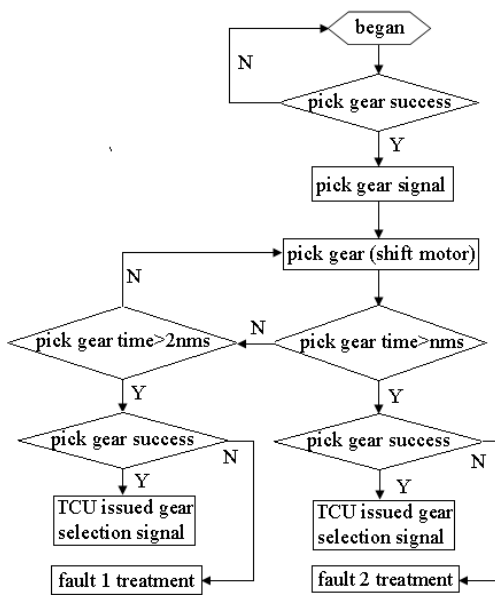 began
N
pick gear success
Y
pick gear signal
pick gear (shift motor)
N
N
pick gear time>2nms
pick gear time>nms
Y
Y
pick gear success
pick gear success
N
N
Y
Y
TCU issued gear
selection signal
TCU issued gear
selection signal
fault 1 treatment
fault 2 treatment